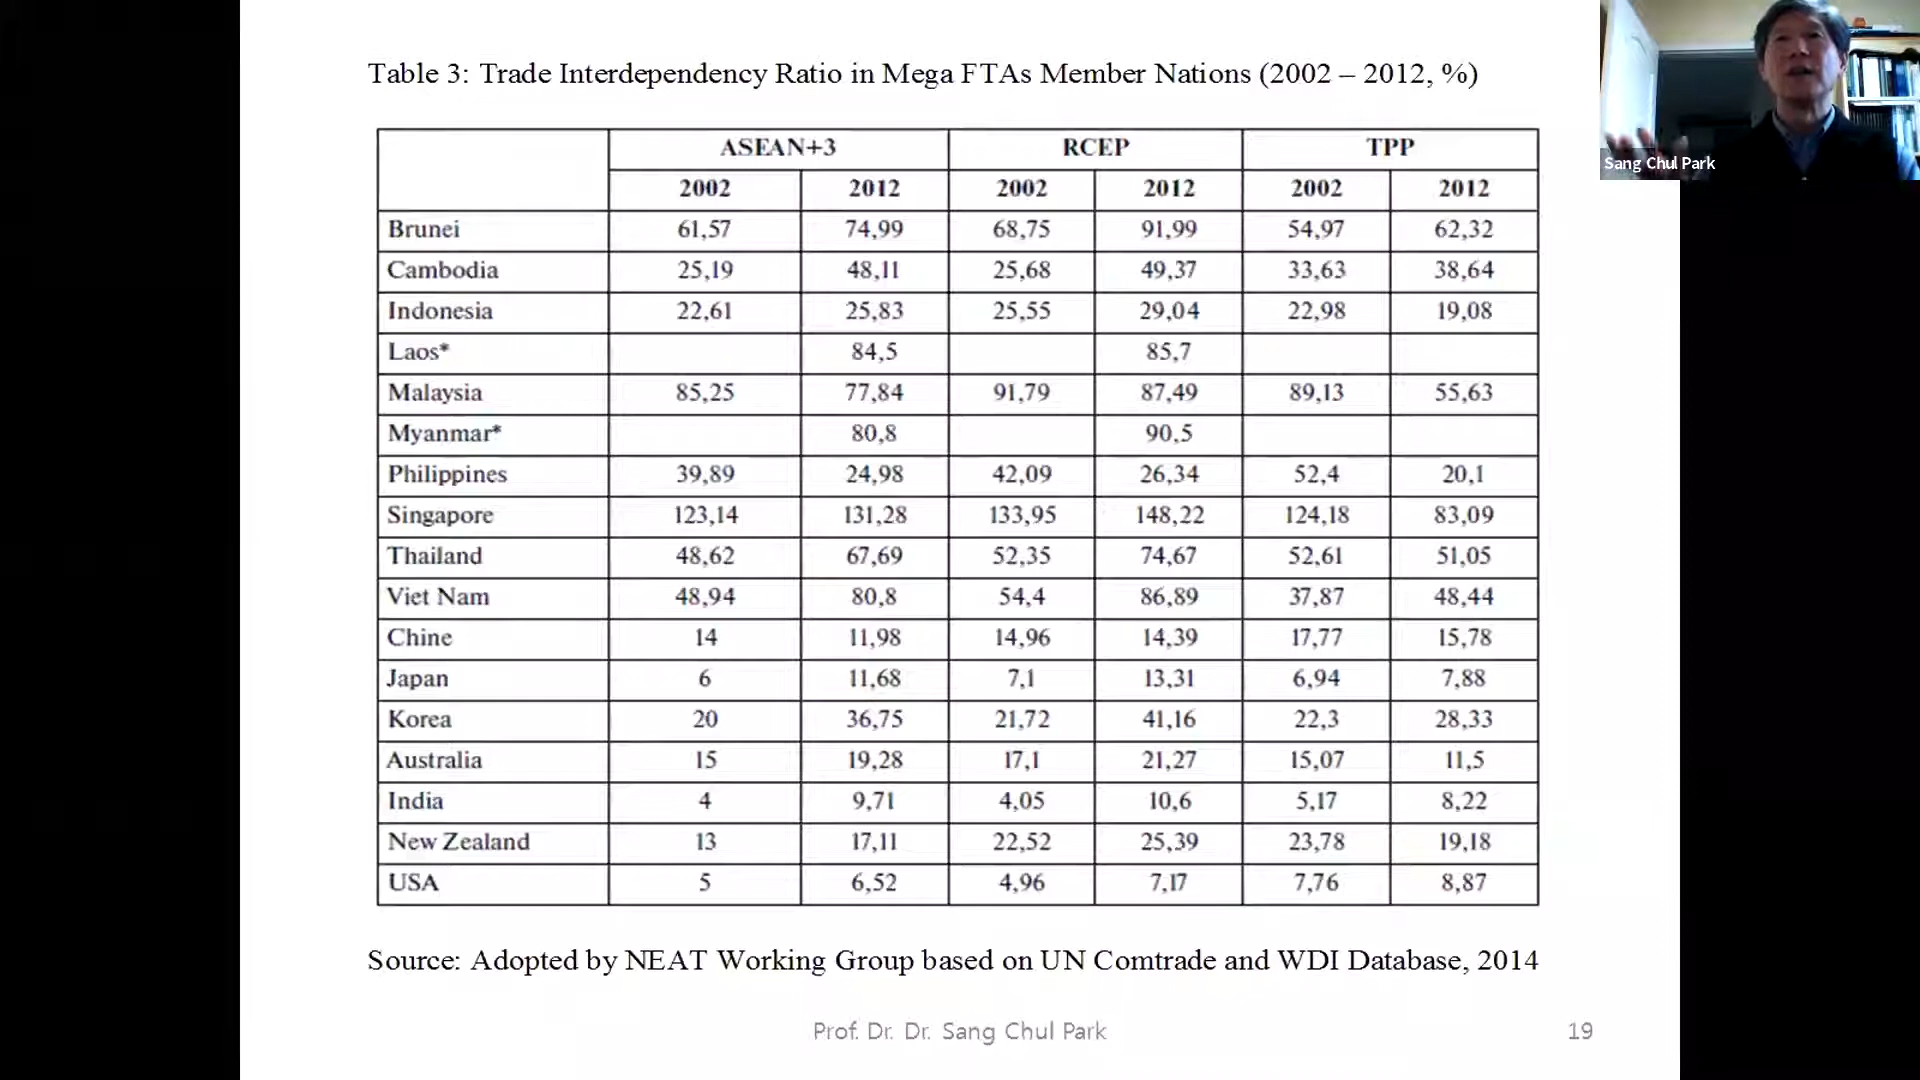 Table 3: Trade Interdependency Ratio in Mega FTAs Member Nations (2002 – 2012, %)
Sang Chul Park
ASEAN+3 RCEP TPP
2002 2012 2002 2012 2002 2012
Brunei 61,57 74,99 68,75 91,99 54,97 62,32
Cambodia 25,19 48,11 25,68 49,37 33,63 38,64
Indonesia 22,61 25,83 25,55 29,04 22,98 19,08
Laos* 84,5 85,7
Malaysia 85,25 77,84 91,79 87,49 89,13 55,63
Myanmar* 80,8 90,5
Philippines 39,89 24,98 42,09 26,34 52,4 20,1
Singapore 123,14 131,28 133,95 148,22 124,18 83,09
Thailand 48,62 67,69 52,35 74,67 52,61 51,05
Viet Nam 48,94 80,8 54,4 86,89 37,87 48,44
Chine 14 11,98 14,96 14,39 17,77 15,78
Japan 6 11,68 7,1 13,31 6,94 7,88
Korea 20 36,75 21,72 41,16 22,3 28,33
Australia 15 19,28 17,1 21,27 15,07 11,5
India 4 9,71 4,05 10,6 5,17 8,22
New Zealand 13 17,11 22,52 25,39 23,78 19,18
USA 5 6,52 4,96 7,17 7,76 8,87
Source: Adopted by NEAT Working Group based on UN Comtrade and WDI Database, 2014
Prof. Dr. Dr. Sang Chul Park 19